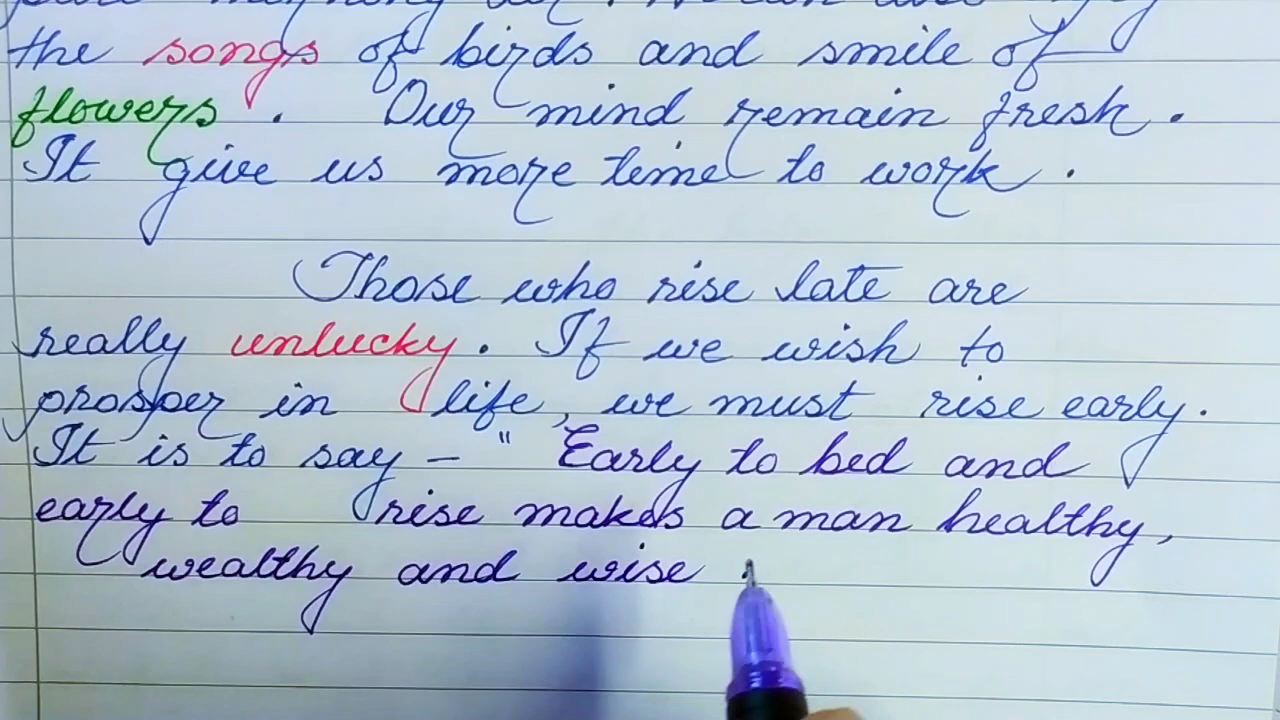 the songs of birds and smile of
flowers. Our mind remain fresh.
It give us more time to work.
Those who rise late are
really unlucky. If we wish to
prosper in life, we must rise early.
It is to say – " Early to bed and
early to rise makes a man healthy,
wealthy and wise.